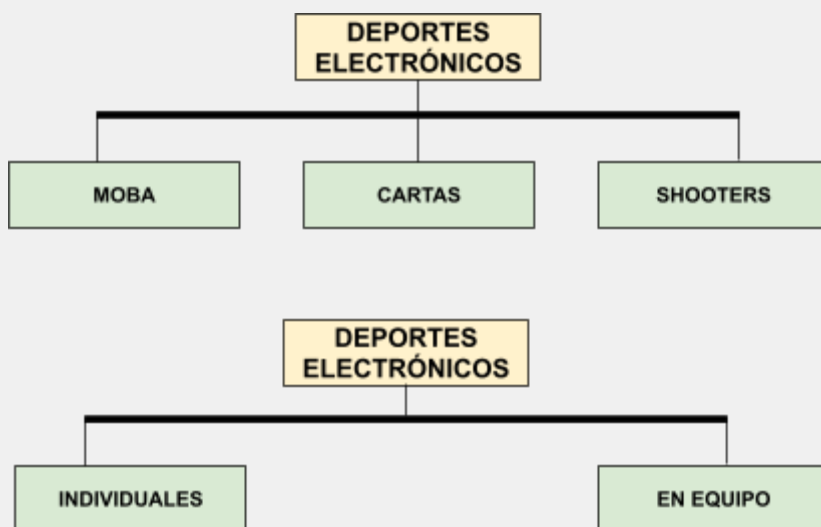 DEPORTES
ELECTRÓNICOS
MOBA
CARTAS
SHOOTERS
DEPORTES
ELECTRÓNICOS
INDIVIDUALES
EN EQUIPO